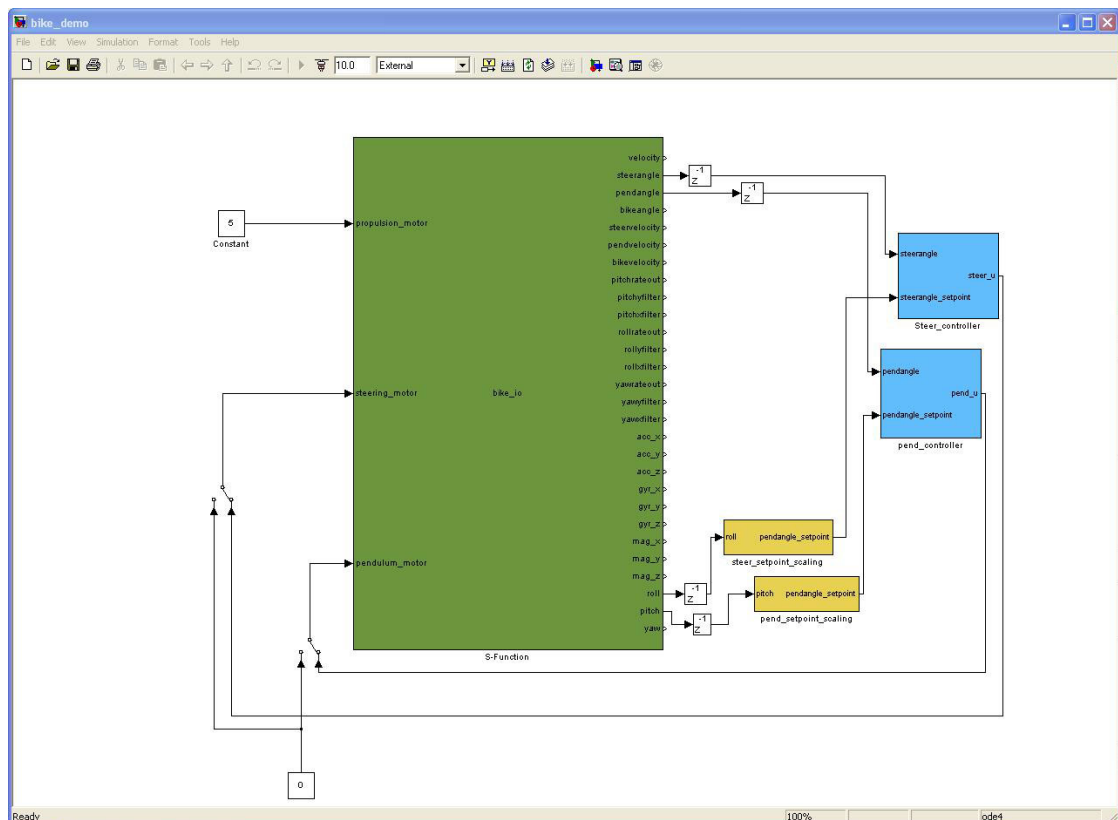 bike_demo
File Edit View Simulation Format Tools Help
10.0 External
velocity
steerangle
pendangle
bikeangle
steervelocity
pendvelocity
bikevelocity
pitchrateout
pitchyfilter
pitchxfilter
rollrateout
rollyfilter
rollxfilter
yawrateout
yawyfilter
yawxfilter
acc_x
acc_y
acc_z
gyr_x
gyr_y
gyr_z
mag_x
mag_y
mag_z
roll
pitch
yaw
propulsion_motor
steering_motor
bike_io
pendulum_motor
S-Function
5
Constant
0
-1
Z
-1
Z
steerangle
steer_u
steerangle_setpoint
Steer_controller
pendangle
pend_u
pendangle_setpoint
pend_controller
roll pendangle_setpoint
steer_setpoint_scaling
-1
Z
pitch pendangle_setpoint
pend_setpoint_scaling
-1
Z
Ready 100% ode4